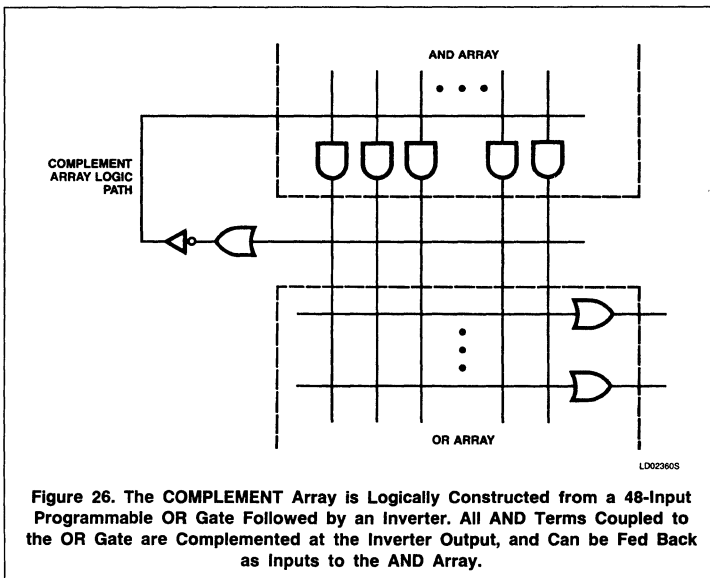 AND ARRAY
COMPLEMENT
ARRAY LOGIC
PATH
OR ARRAY
LD02360S
Figure 26. The COMPLEMENT Array is Logically Constructed from a 48-Input
Programmable OR Gate Followed by an Inverter. All AND Terms Coupled to
the OR Gate are Complemented at the Inverter Output, and Can be Fed Back
as Inputs to the AND Array.